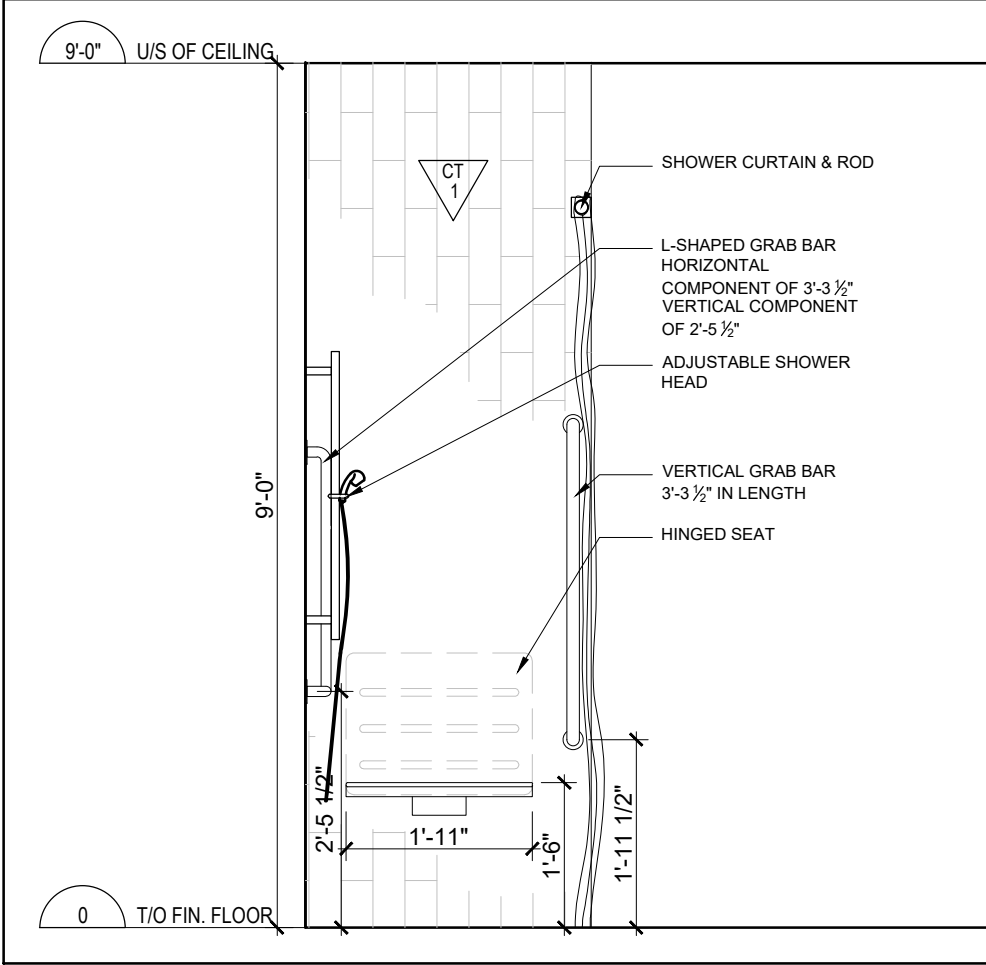 9'-0" U/S OF CEILING
CT
1
SHOWER CURTAIN & ROD
L-SHAPED GRAB BAR
HORIZONTAL
COMPONENT OF 3'-3 ½"
VERTICAL COMPONENT
OF 2'-5 ½"
ADJUSTABLE SHOWER
HEAD
VERTICAL GRAB BAR
3'-3 ½" IN LENGTH
HINGED SEAT
9'-0"
2'-5 1/2"
1'-11"
1'-6"
1'-11 1/2"
0 T/O FIN. FLOOR